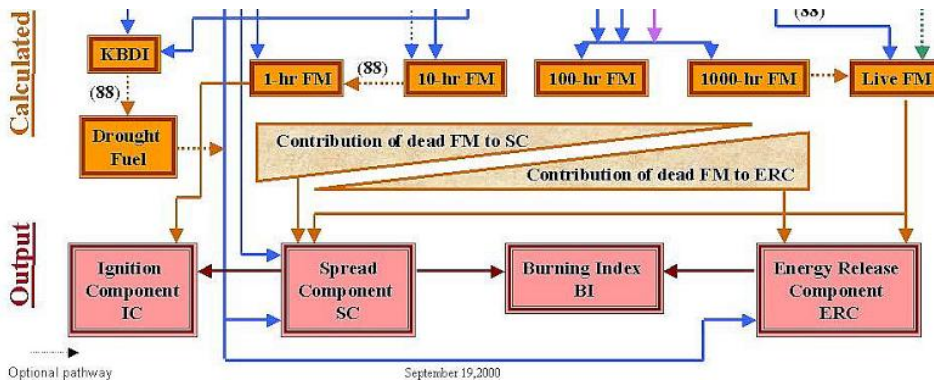 (88)
KBDI
1-hr FM
(88)
10-hr FM
100-hr FM
1000-hr FM
Live FM
Calculated
(88)
Drought
Fuel
Contribution of dead FM to SC
Contribution of dead FM to ERC
Output
Ignition
Component
IC
Spread
Component
SC
Burning Index
BI
Energy Release
Component
ERC
Optional pathway
September 19,2000